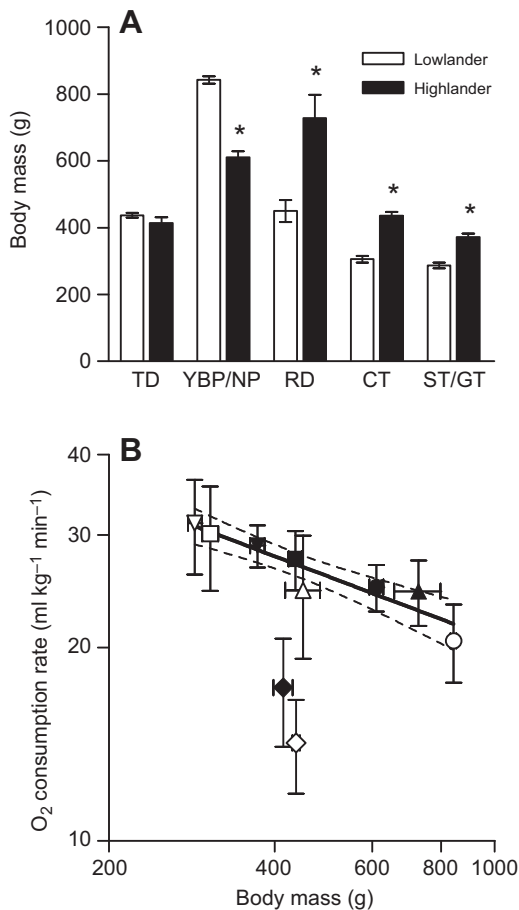 A
1000
800
600
400
200
0
Body mass (g)
Lowlander
Highlander
*
*
*
*
TD
YBP/NP
RD
CT
ST/GT
B
40
30
20
10
O2 consumption rate (ml kg−1 min−1)
200
400
600
800
1000
Body mass (g)